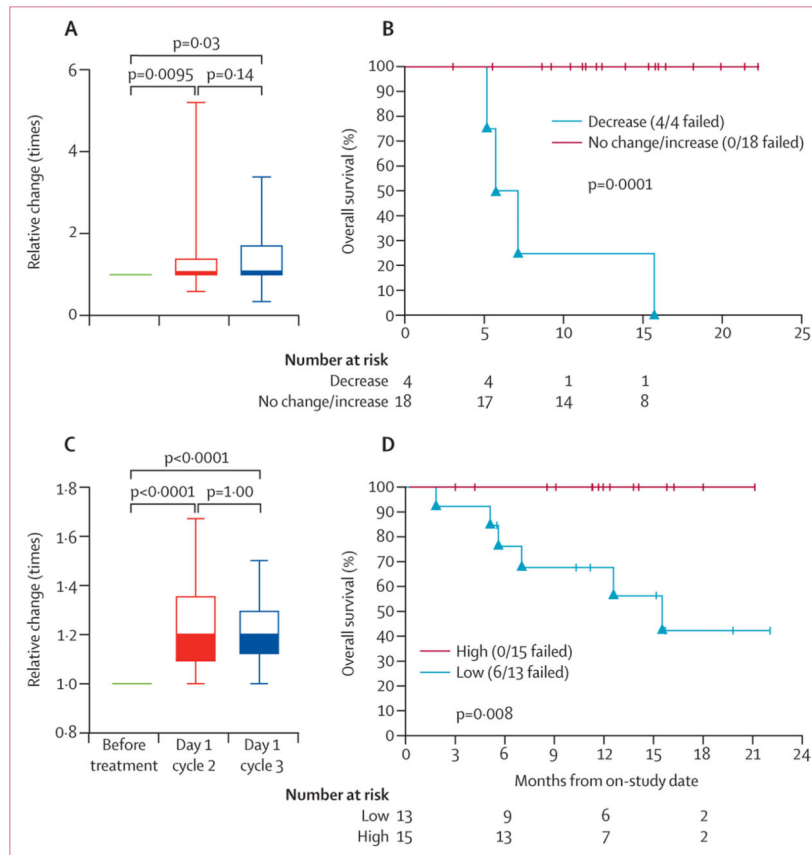 A
p=0·03
p=0·0095
p=0·14
6
4
2
0
Relative change (times)
B
100
90
80
70
60
50
40
30
20
10
0
Overall survival (%)
Decrease (4/4 failed)
No change/increase (0/18 failed)
p=0·0001
0 5 10 15 20 25
Number at risk
Decrease 4 4 1 1
No change/increase 18 17 14 8
C
p<0·0001
p<0·0001
p=1·00
1·8
1·6
1·4
1·2
1·0
0·8
Relative change (times)
Before treatment
Day 1 cycle 2
Day 1 cycle 3
D
100
90
80
70
60
50
40
30
20
10
0
Overall survival (%)
High (0/15 failed)
Low (6/13 failed)
p=0·008
0 3 6 9 12 15 18 21 24
Months from on-study date
Number at risk
Low 13 9 6 2
High 15 13 7 2